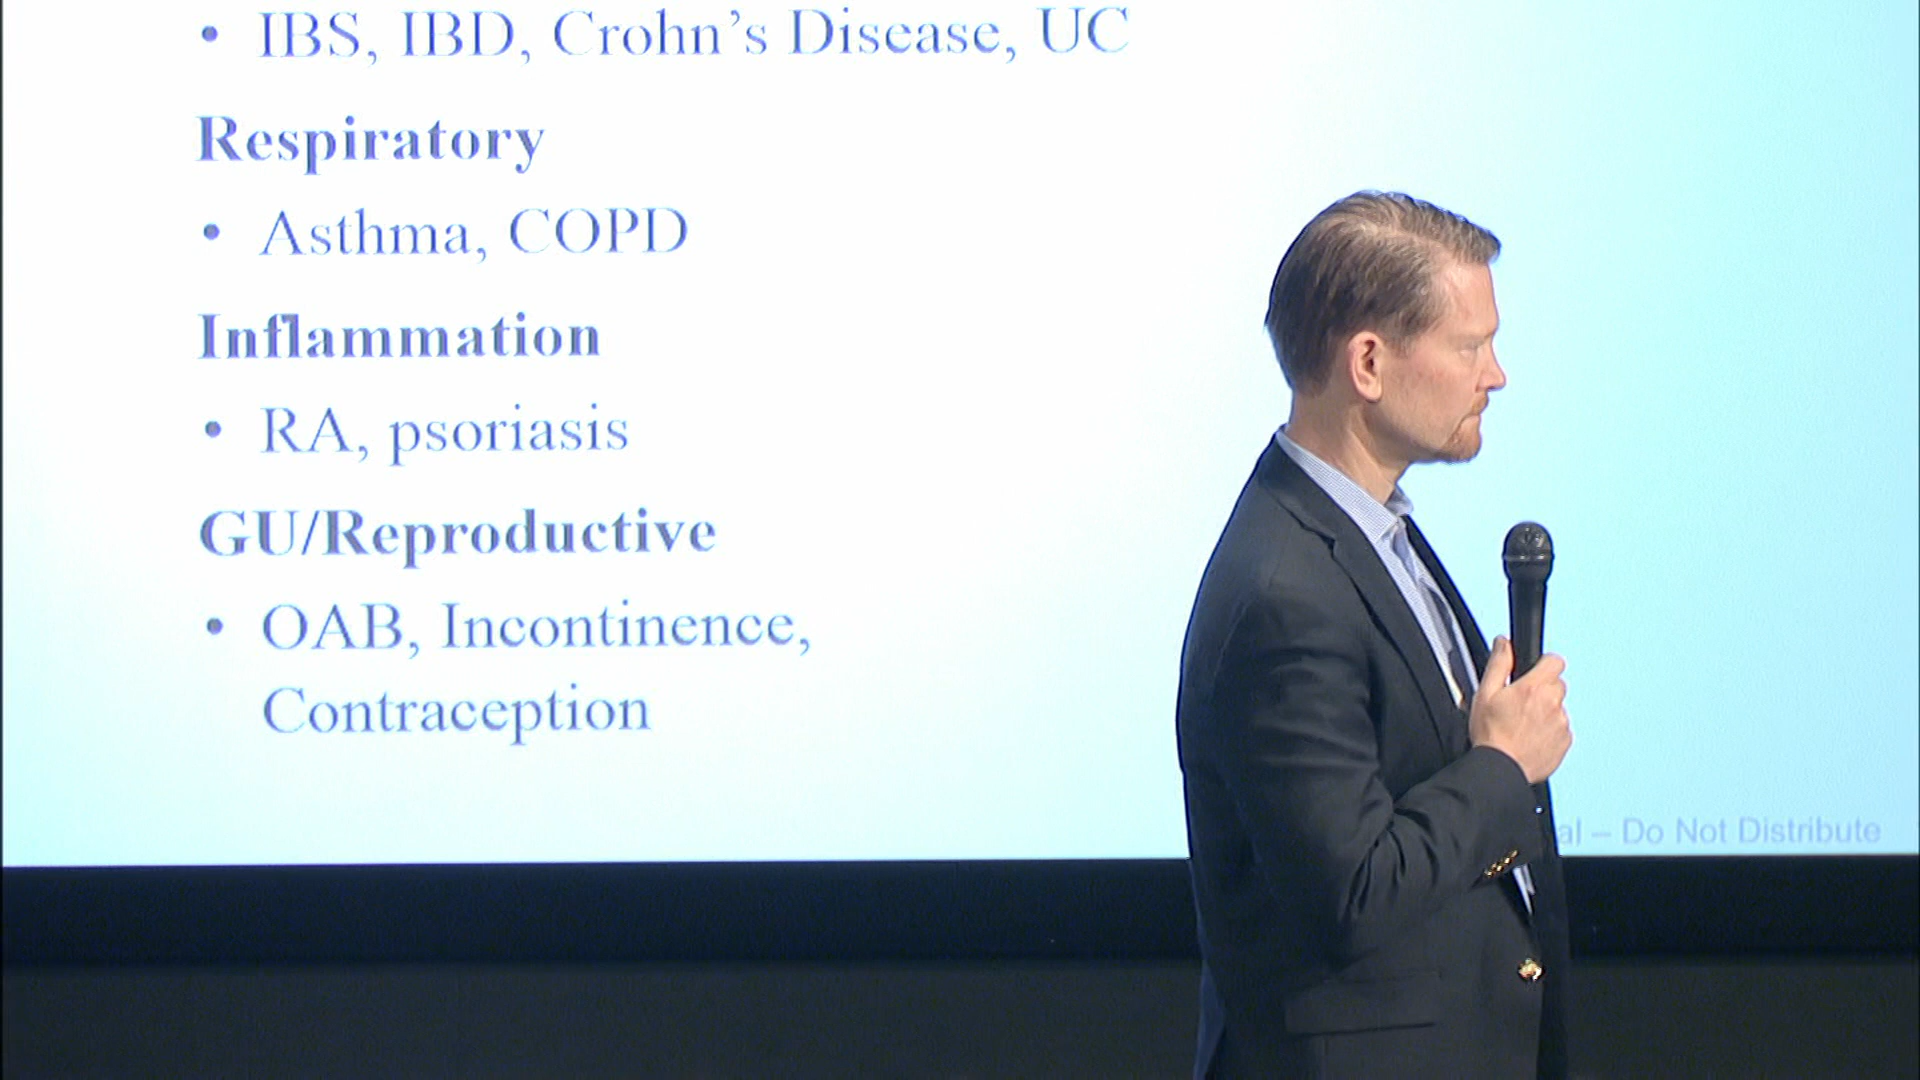 • IBS, IBD, Crohn's Disease, UC
Respiratory
• Asthma, COPD
Inflammation
• RA, psoriasis
GU/Reproductive
• OAB, Incontinence,
Contraception
– Do Not Distribute